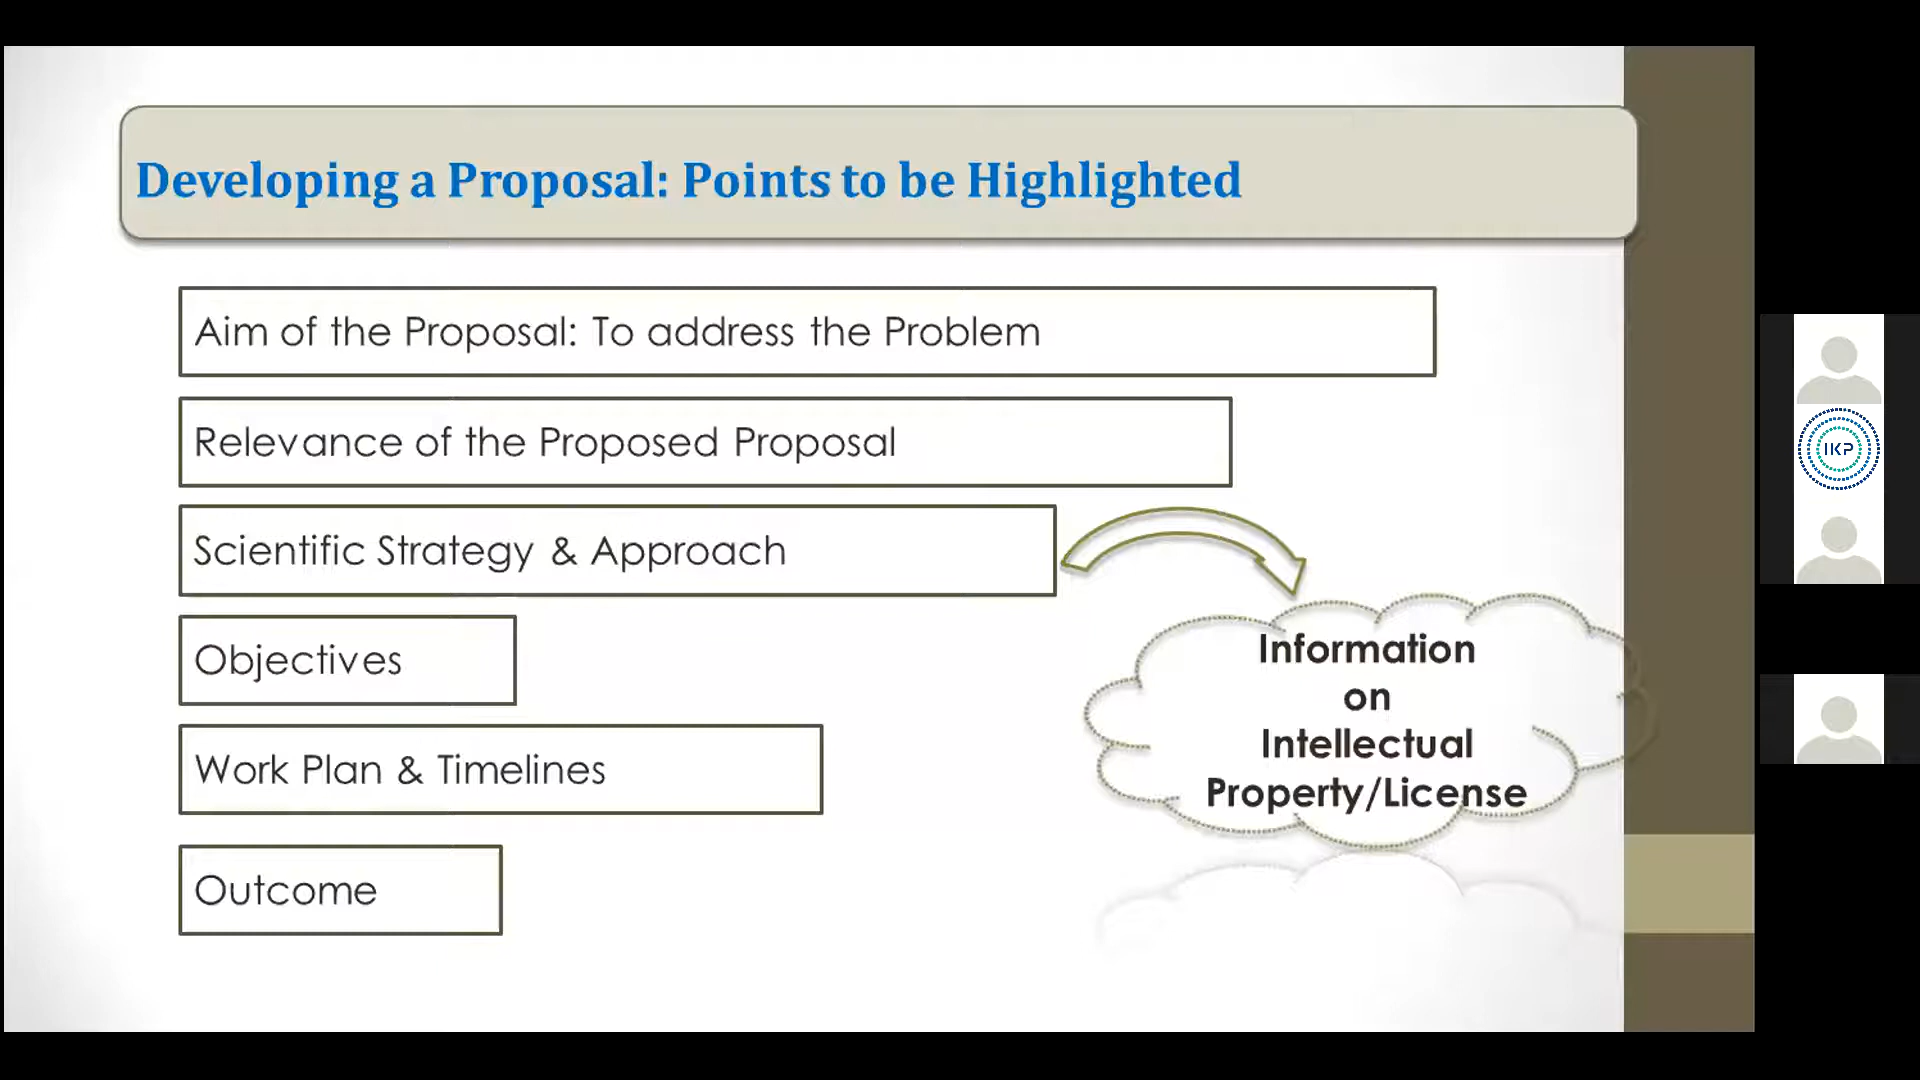 Developing a Proposal: Points to be Highlighted
Aim of the Proposal: To address the Problem
Relevance of the Proposed Proposal
Scientific Strategy & Approach
Objectives
Work Plan & Timelines
Outcome
Information
on
Intellectual
Property/License
IKP